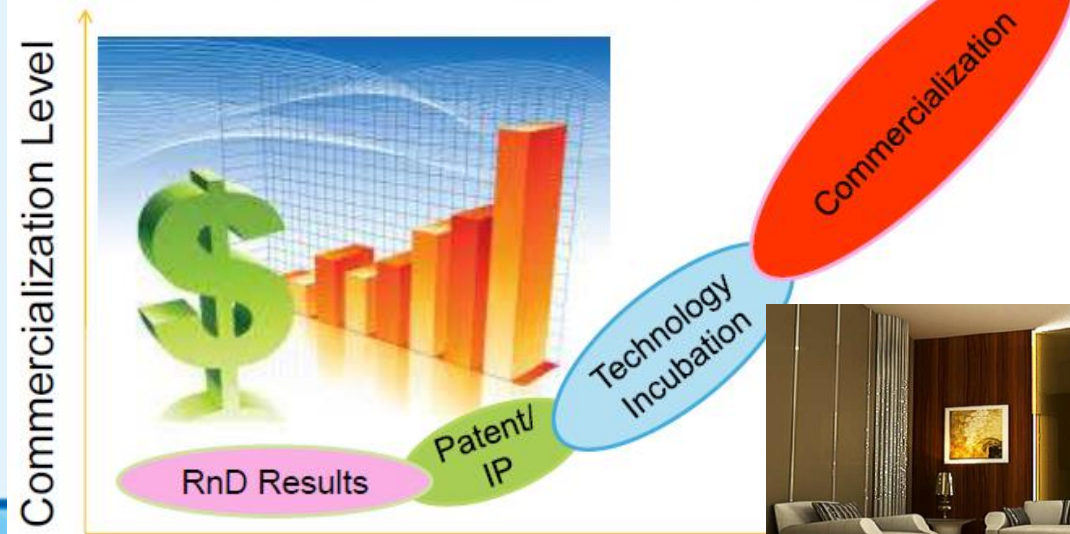 Commercialization Level
RnD Results
Patent/
IP
Technology
Incubation
Commercialization